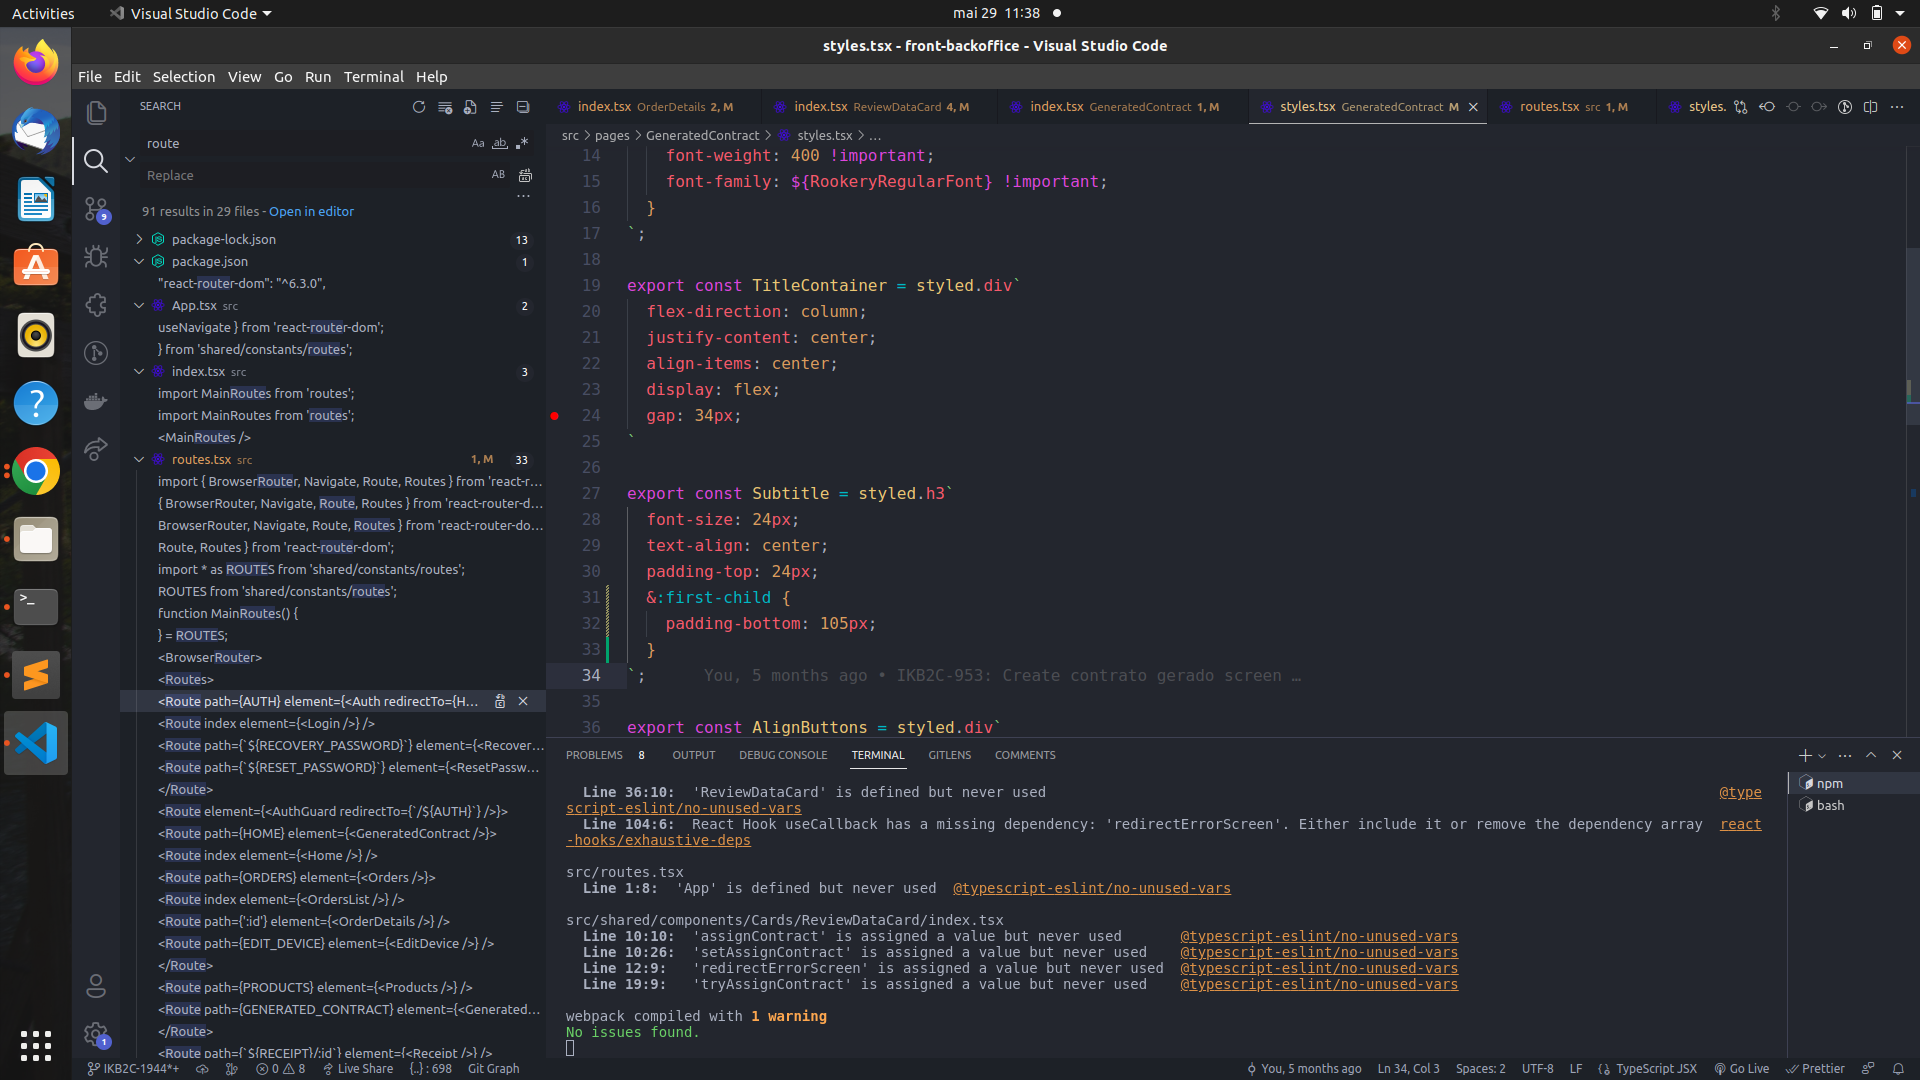 Activities
Visual Studio Code
mai 29 11:38
styles.tsx - front-backoffice - Visual Studio Code
File Edit Selection View Go Run Terminal Help
SEARCH
route
Aa ab
Replace
AB
91 results in 29 files - Open in editor
package-lock.json 13
package.json 1
"react-router-dom": "^6.3.0",
App.tsx src 2
useNavigate } from 'react-router-dom';
} from 'shared/constants/routes';
index.tsx src 3
import MainRoutes from 'routes';
import MainRoutes from 'routes';
<MainRoutes />
routes.tsx src 1, M 33
import { BrowserRouter, Navigate, Route, Routes } from 'react-r...
{ BrowserRouter, Navigate, Route, Routes } from 'react-router-d...
BrowserRouter, Navigate, Route, Routes } from 'react-router-do...
Route, Routes } from 'react-router-dom';
import * as ROUTES from 'shared/constants/routes';
ROUTES from 'shared/constants/routes';
function MainRoutes() {
} = ROUTES;
<BrowserRouter>
<Routes>
<Route path={AUTH} element={<Auth redirectTo={H...
<Route index element={<Login />} />
<Route path={`${RECOVERY_PASSWORD}`} element={<Recover...
<Route path={`${RESET_PASSWORD}`} element={<ResetPassw...
</Route>
<Route element={<AuthGuard redirectTo={`/${AUTH}`} />}>
<Route path={HOME} element={<GeneratedContract />}>
<Route index element={<Home />} />
<Route path={ORDERS} element={<Orders />}>
<Route index element={<OrdersList />} />
<Route path={':id'} element={<OrderDetails />} />
<Route path={EDIT_DEVICE} element={<EditDevice />} />
</Route>
<Route path={PRODUCTS} element={<Products />} />
<Route path={GENERATED_CONTRACT} element={<Generated...
</Route>
<Route path={`${RECEIPT}/:id`} element={<Receipt />} />
9
1
index.tsx OrderDetails 2, M
index.tsx ReviewDataCard 4, M
index.tsx GeneratedContract 1, M
styles.tsx GeneratedContract M
routes.tsx src 1, M
styles.
src > pages > GeneratedContract > styles.tsx > ...
14 font-weight: 400 !important;
15 font-family: ${RookeryRegularFont} !important;
16 }
17 `;
18
19 export const TitleContainer = styled.div`
20 flex-direction: column;
21 justify-content: center;
22 align-items: center;
23 display: flex;
24 gap: 34px;
25 `
26
27 export const Subtitle = styled.h3`
28 font-size: 24px;
29 text-align: center;
30 padding-top: 24px;
31 &:first-child {
32 padding-bottom: 105px;
33 }
34 `; You, 5 months ago • IKB2C-953: Create contrato gerado screen …
35
36 export const AlignButtons = styled.div`
PROBLEMS 8 OUTPUT DEBUG CONSOLE TERMINAL GITLENS COMMENTS
npm
bash
Line 36:10: 'ReviewDataCard' is defined but never used @type
script-eslint/no-unused-vars
Line 104:6: React Hook useCallback has a missing dependency: 'redirectErrorScreen'. Either include it or remove the dependency array react
-hooks/exhaustive-deps
src/routes.tsx
Line 1:8: 'App' is defined but never used @typescript-eslint/no-unused-vars
src/shared/components/Cards/ReviewDataCard/index.tsx
Line 10:10: 'assignContract' is assigned a value but never used @typescript-eslint/no-unused-vars
Line 10:26: 'setAssignContract' is assigned a value but never used @typescript-eslint/no-unused-vars
Line 12:9: 'redirectErrorScreen' is assigned a value but never used @typescript-eslint/no-unused-vars
Line 19:9: 'tryAssignContract' is assigned a value but never used @typescript-eslint/no-unused-vars
webpack compiled with 1 warning
No issues found.
IKB2C-1944*+ 0 8 Live Share {..} : 698 Git Graph
You, 5 months ago Ln 34, Col 3 Spaces: 2 UTF-8 LF TypeScript JSX Go Live Prettier